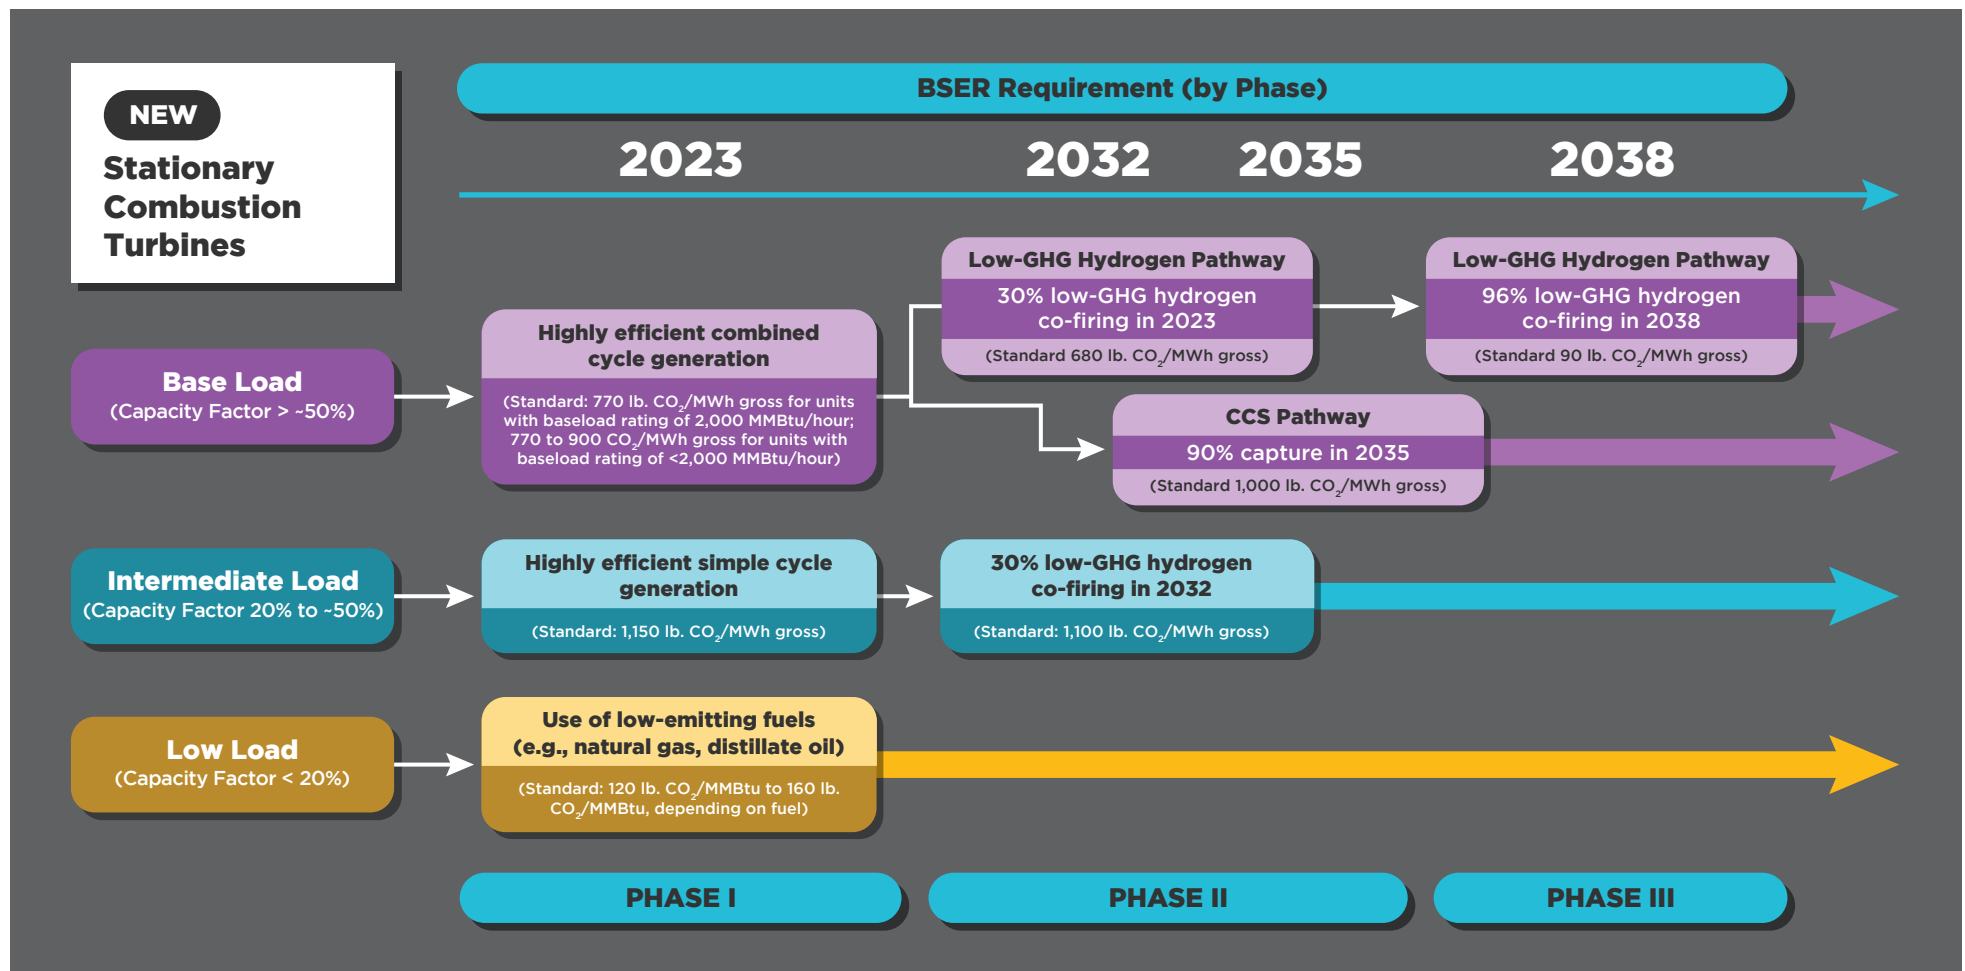 NEW
Stationary
Combustion
Turbines
BSER Requirement (by Phase)
2023
2032
2035
2038
Base Load
(Capacity Factor > ~50%)
Highly efficient combined
cycle generation
(Standard: 770 lb. CO₂/MWh gross for units
with baseload rating of 2,000 MMBtu/hour;
770 to 900 CO₂/MWh gross for units with
baseload rating of <2,000 MMBtu/hour)
Low-GHG Hydrogen Pathway
30% low-GHG hydrogen
co-firing in 2023
(Standard 680 lb. CO₂/MWh gross)
Low-GHG Hydrogen Pathway
96% low-GHG hydrogen
co-firing in 2038
(Standard 90 lb. CO₂/MWh gross)
CCS Pathway
90% capture in 2035
(Standard 1,000 lb. CO₂/MWh gross)
Intermediate Load
(Capacity Factor 20% to ~50%)
Highly efficient simple cycle
generation
(Standard: 1,150 lb. CO₂/MWh gross)
30% low-GHG hydrogen
co-firing in 2032
(Standard: 1,100 lb. CO₂/MWh gross)
Low Load
(Capacity Factor < 20%)
Use of low-emitting fuels
(e.g., natural gas, distillate oil)
(Standard: 120 lb. CO₂/MMBtu to 160 lb.
CO₂/MMBtu, depending on fuel)
PHASE I
PHASE II
PHASE III